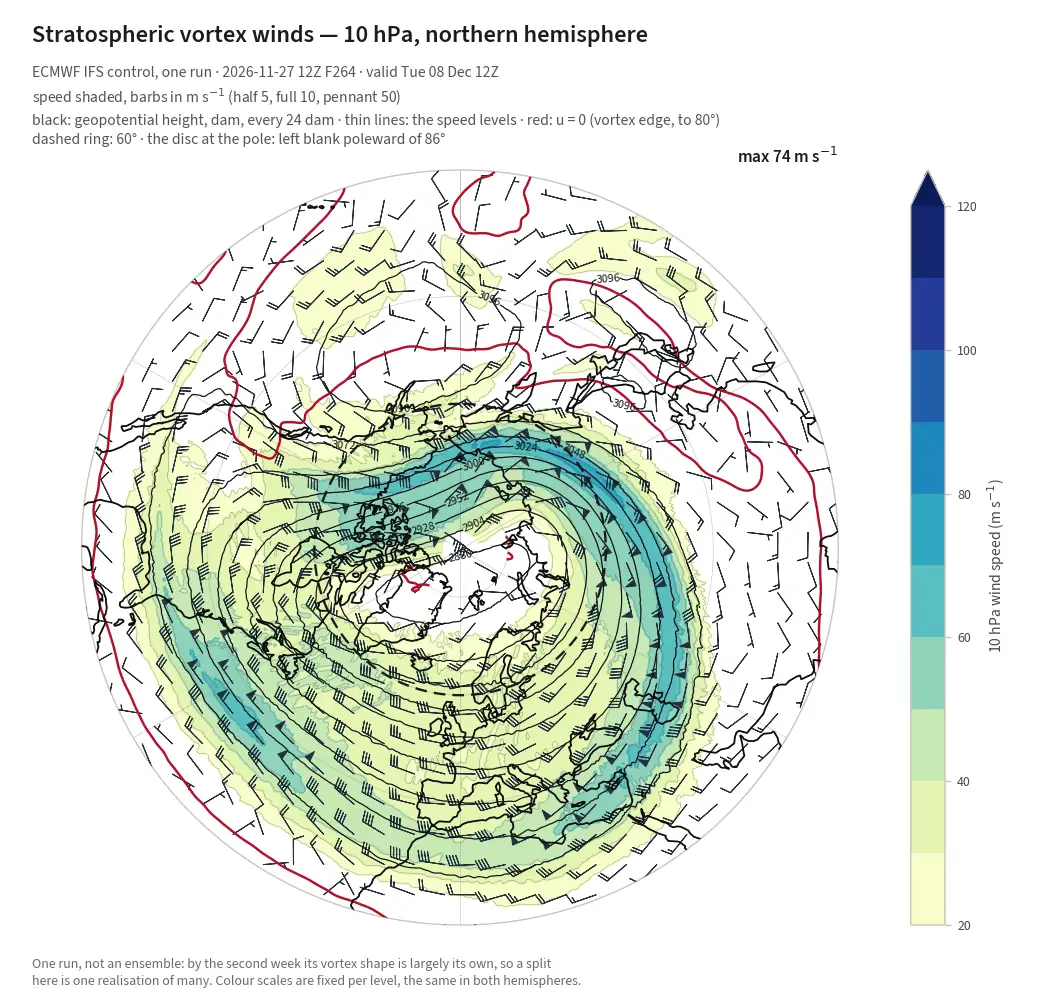 Stratospheric vortex winds — 10 hPa, northern hemisphere
ECMWF IFS control, one run · 2026-11-27 12Z F264 · valid Tue 08 Dec 12Z
speed shaded, barbs in m s⁻¹ (half 5, full 10, pennant 50)
black: geopotential height, dam, every 24 dam · thin lines: the speed levels · red: u = 0 (vortex edge, to 80°)
dashed ring: 60° · the disc at the pole: left blank poleward of 86°
max 74 m s⁻¹
120
100
80
60
40
20
10 hPa wind speed (m s⁻¹)
3096
3096
3096
3024
3048
3000
2952
2928
2904
One run, not an ensemble: by the second week its vortex shape is largely its own, so a split
here is one realisation of many. Colour scales are fixed per level, the same in both hemispheres.